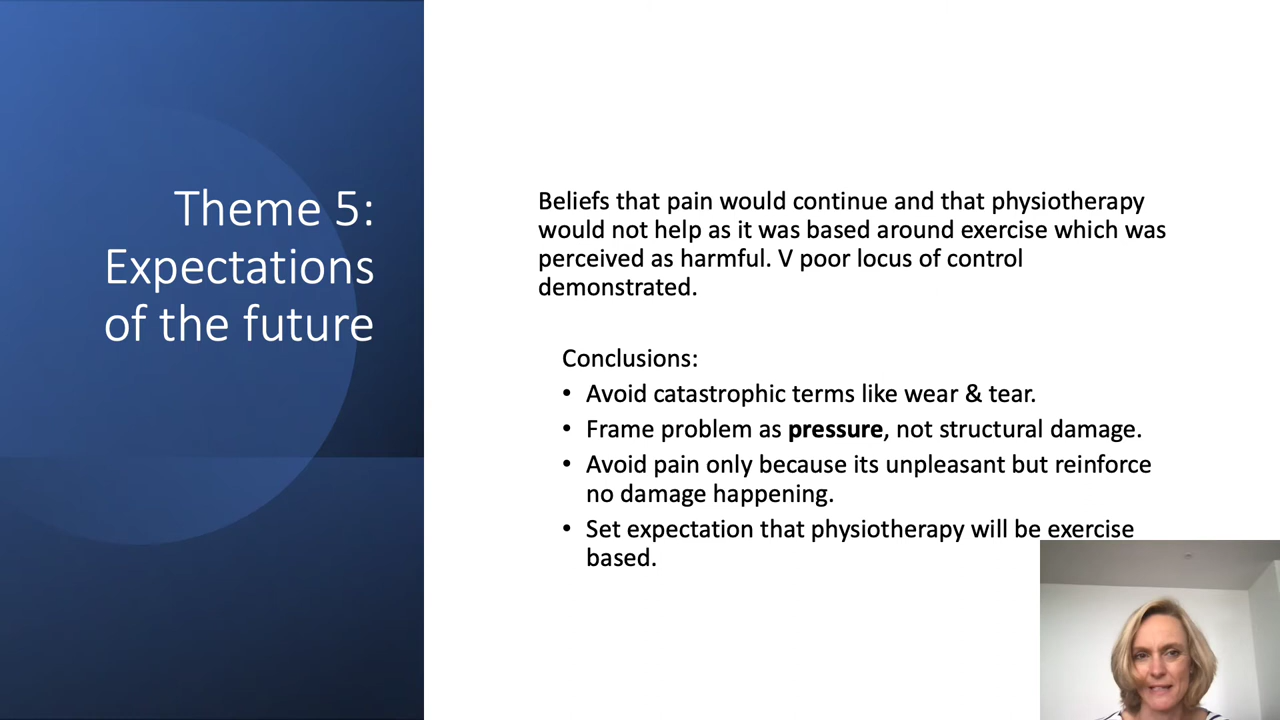 Theme 5:
Expectations
of the future
Beliefs that pain would continue and that physiotherapy
would not help as it was based around exercise which was
perceived as harmful. V poor locus of control
demonstrated.
Conclusions:
• Avoid catastrophic terms like wear & tear.
• Frame problem as pressure, not structural damage.
• Avoid pain only because its unpleasant but reinforce
no damage happening.
• Set expectation that physiotherapy will be exercise
based.